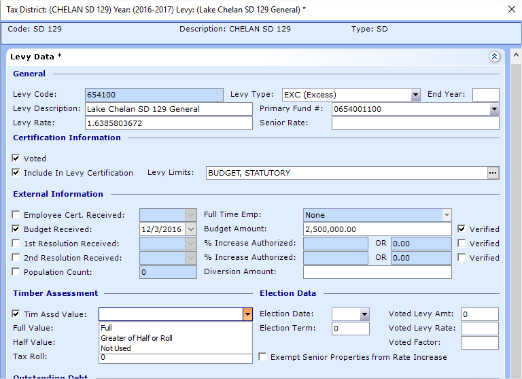 Tax District: (CHELAN SD 129) Year: (2016-2017) Levy: (Lake Chelan SD 129 General) *
Code: SD 129 Description: CHELAN SD 129 Type: SD
Levy Data *
General
Levy Code: 654100 Levy Type: EXC (Excess) End Year:
Levy Description: Lake Chelan SD 129 General Primary Fund #: 0654001100
Levy Rate: 1.6385803672 Senior Rate:
Certification Information
Voted
Include In Levy Certification Levy Limits: BUDGET, STATUTORY ...
External Information
Employee Cert. Received: Full Time Emp: None
Budget Received: 12/3/2016 Budget Amount: 2,500,000.00 Verified
1st Resolution Received: % Increase Authorized: OR 0.00 Verified
2nd Resolution Received: % Increase Authorized: OR 0.00 Verified
Population Count: 0 Diversion Amount:
Timber Assessment Election Data
Tim Assd Value: Election Date: Voted Levy Amt: 0
Full Value: Full Election Term: 0 Voted Levy Rate:
Half Value: Greater of Half or Roll Voted Factor:
Not Used
Tax Roll: 0 Exempt Senior Properties from Rate Increase
Outstanding Debt